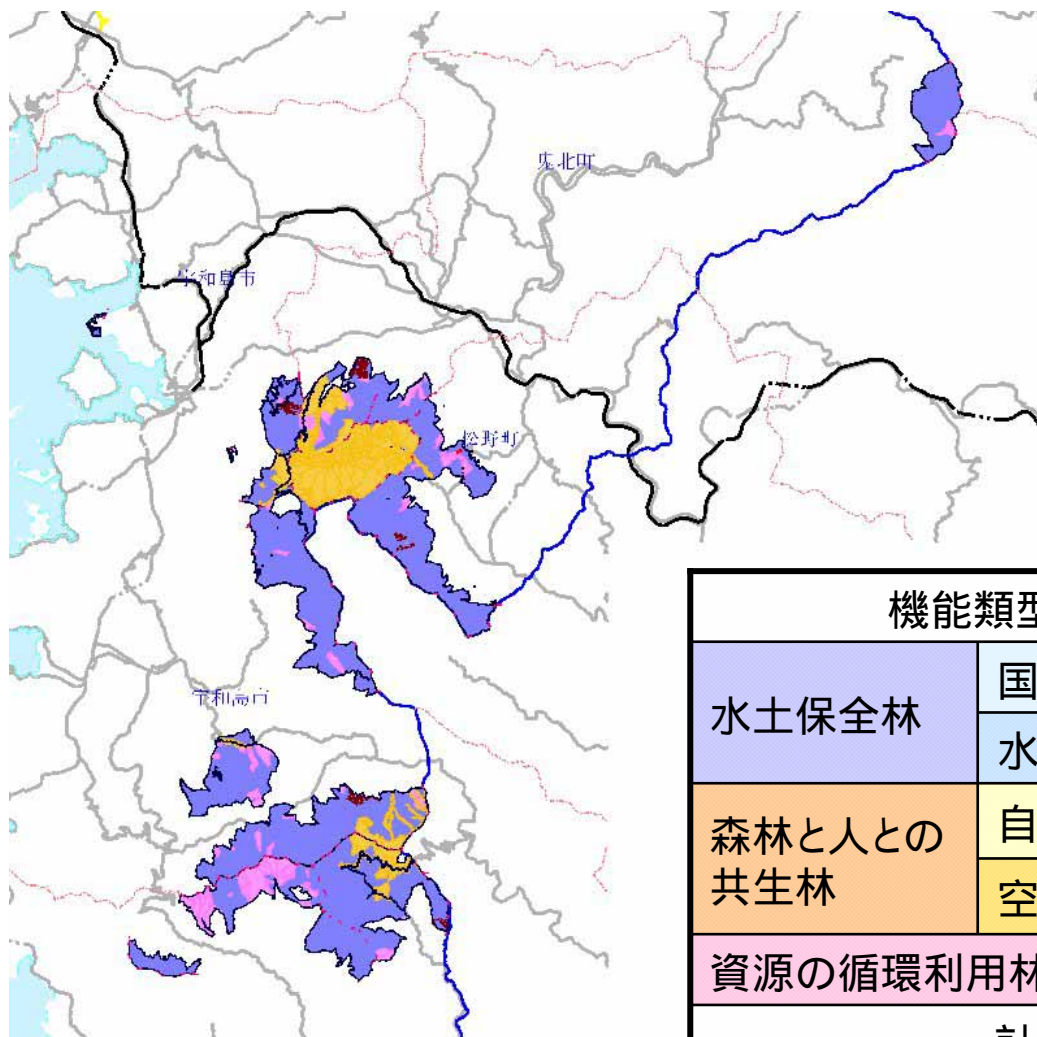 鬼北町
宇和島市
松野町
宇和島市
機能類型
水土保全林
国
水
森林と人との
共生林
自
空
資源の循環利用林
計